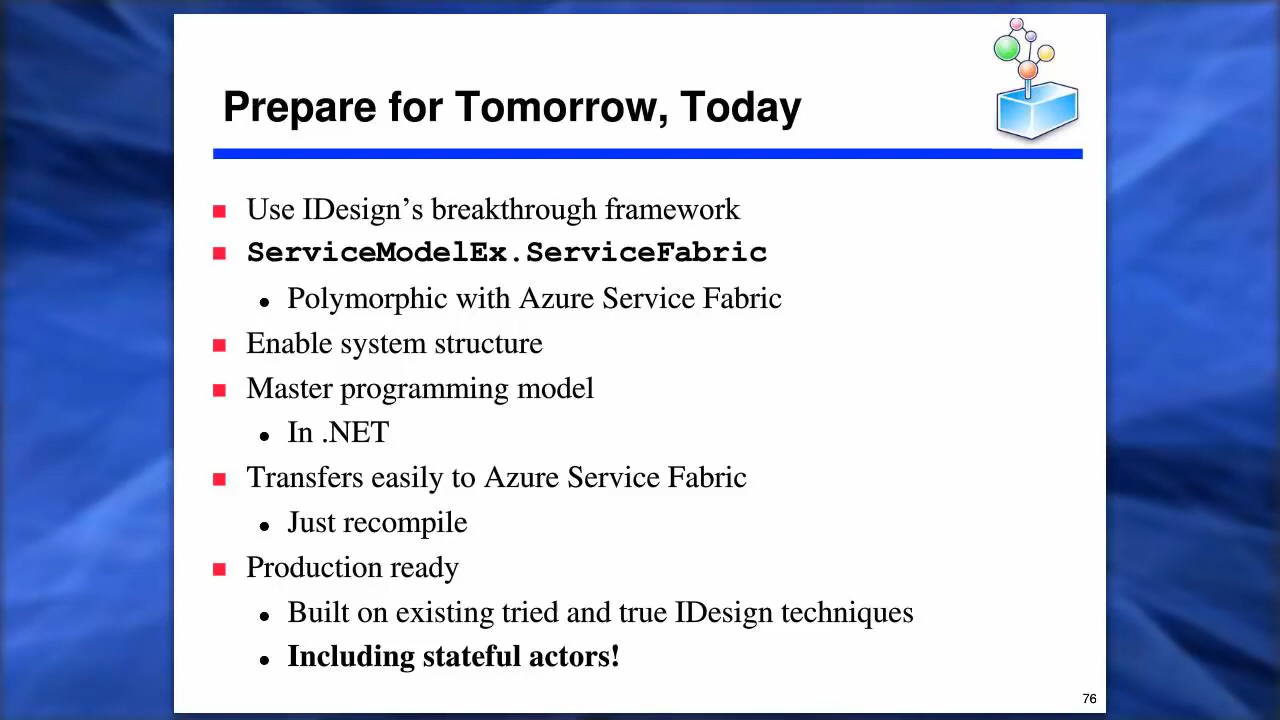 Prepare for Tomorrow, Today
Use IDesign's breakthrough framework
ServiceModelEx.ServiceFabric
Polymorphic with Azure Service Fabric
Enable system structure
Master programming model
In .NET
Transfers easily to Azure Service Fabric
Just recompile
Production ready
Built on existing tried and true IDesign techniques
Including stateful actors!
76